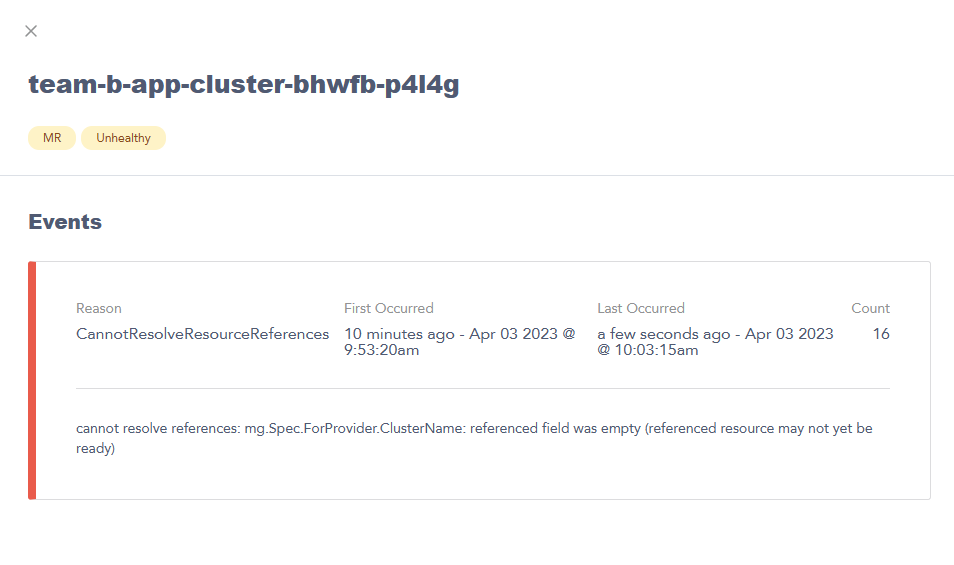 team-b-app-cluster-bhwfb-p4l4g
MR Unhealthy
Events
Reason First Occurred Last Occurred Count
CannotResolveResourceReferences 10 minutes ago - Apr 03 2023 @ a few seconds ago - Apr 03 2023 16
9:53:20am @ 10:03:15am
cannot resolve references: mg.Spec.ForProvider.ClusterName: referenced field was empty (referenced resource may not yet be
ready)